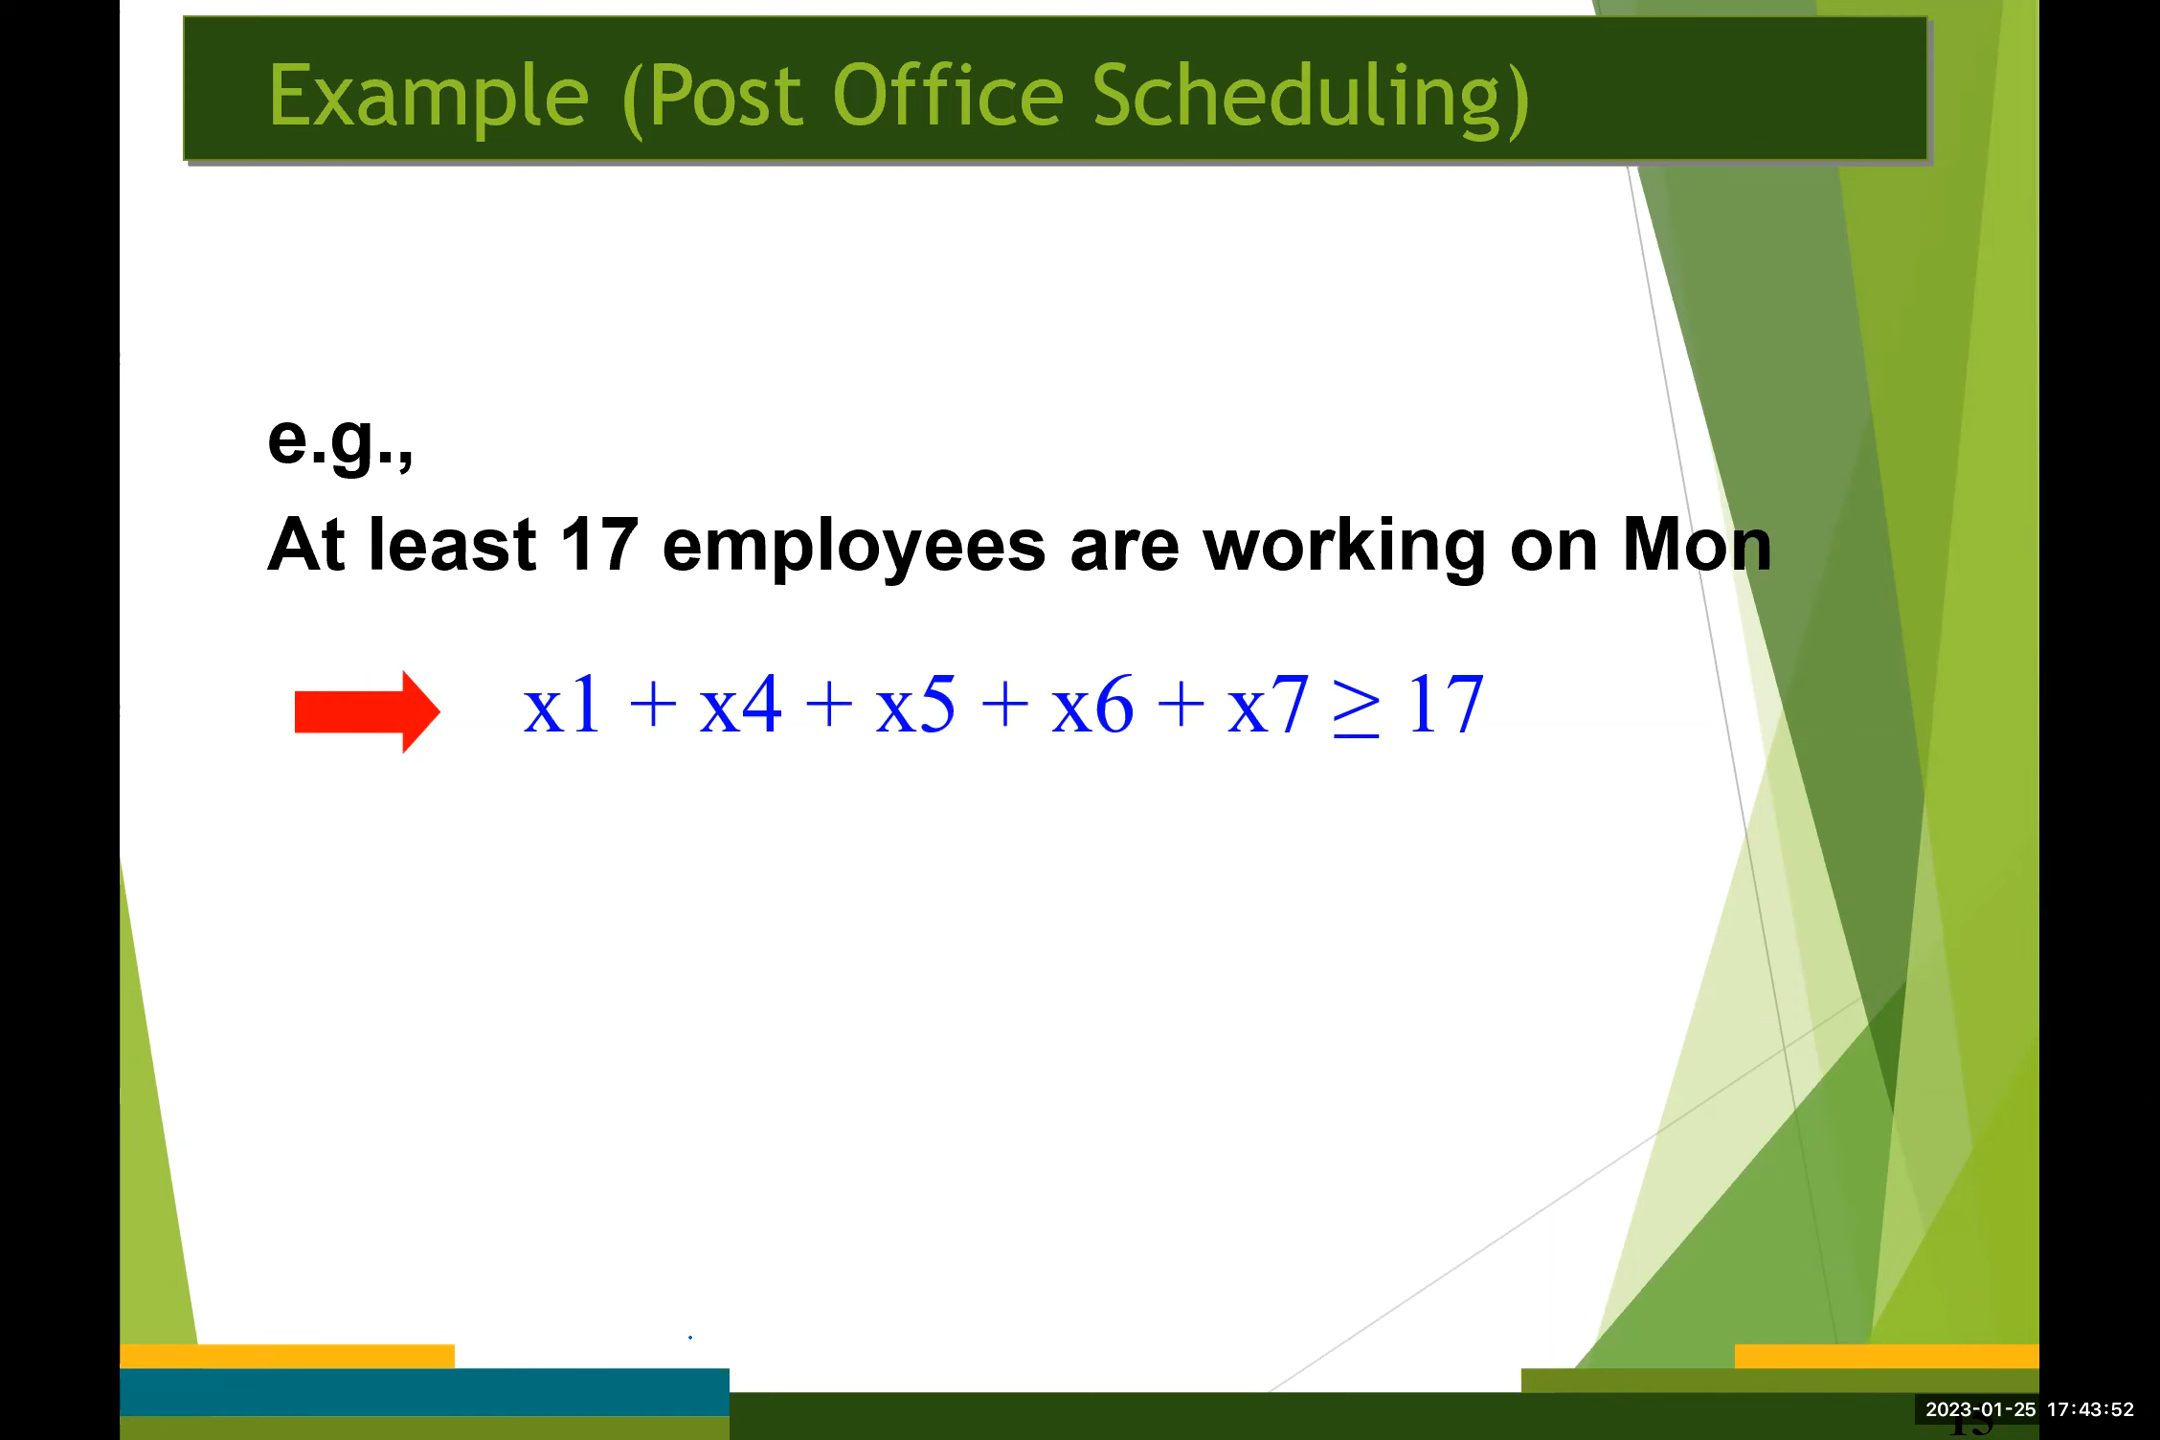 Example (Post Office Scheduling)
e.g.,
At least 17 employees are working on Mon
x1 + x4 + x5 + x6 + x7 ≥ 17
2023-01-25 17:43:52